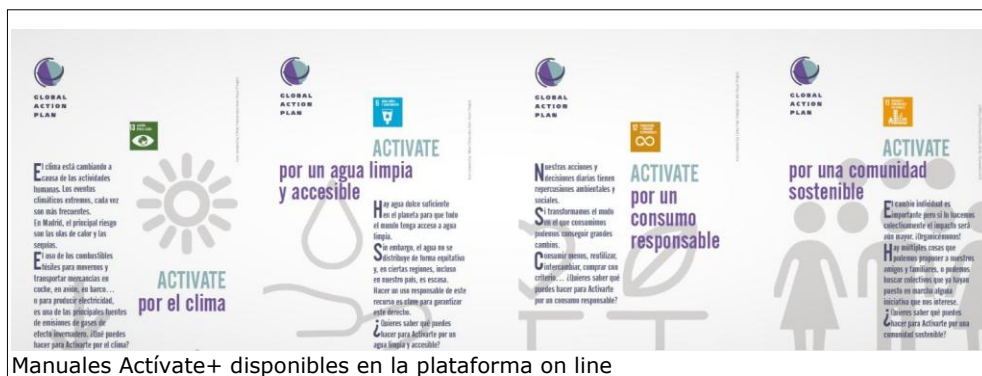 GLOBAL
ACTION
PLAN
13
El clima está cambiando a
causa de las actividades
humanas. Los eventos
climáticos extremos, cada vez
son más frecuentes.
En Madrid, el principal riesgo
son las olas de calor y las
sequías.
El uso de los combustibles
fósiles para movernos y
transportar mercancías en
coche, en avión, en barco...
o para producir electricidad,
es una de las principales fuentes
de emisiones de gases de
efecto invernadero. ¿Qué puedes
hacer para Activarte por el clima?
ACTIVATE
por el clima
GLOBAL
ACTION
PLAN
6
ACTIVATE
por un agua limpia
y accesible
Hay agua dulce suficiente
en el planeta para que todo
el mundo tenga acceso a agua
limpia.
Sin embargo, el agua no se
distribuye de forma equitativa
y, en ciertas regiones, incluso
en nuestro país, es escasa.
Hacer un uso responsable de este
recurso es clave para garantizar
este derecho.
¿Quieres saber qué puedes
hacer para Activarte por un
agua limpia y accesible?
GLOBAL
ACTION
PLAN
12
Nuestras acciones y
decisiones diarias tienen
repercusiones ambientales y
sociales.
Si transformamos el modo
en el que consumimos
podemos conseguir grandes
cambios.
Consumir menos, reutilizar,
intercambiar, comprar con
criterio... ¿Quieres saber qué
puedes hacer para Activarte
por un consumo responsable?
ACTIVATE
por un
consumo
responsable
GLOBAL
ACTION
PLAN
11
ACTIVATE
por una comunidad
sostenible
El cambio individual es
importante pero si lo hacemos
colectivamente el impacto será
aún mayor. ¡Organicémonos!
Hay múltiples cosas que
podemos proponer a nuestros
amigos y familiares, o podemos
buscar colectivos que ya hayan
puesto en marcha alguna
iniciativa que nos interese.
¿Quieres saber qué puedes
hacer para Activarte por una
comunidad sostenible?
Manuales Actívate+ disponibles en la plataforma on line